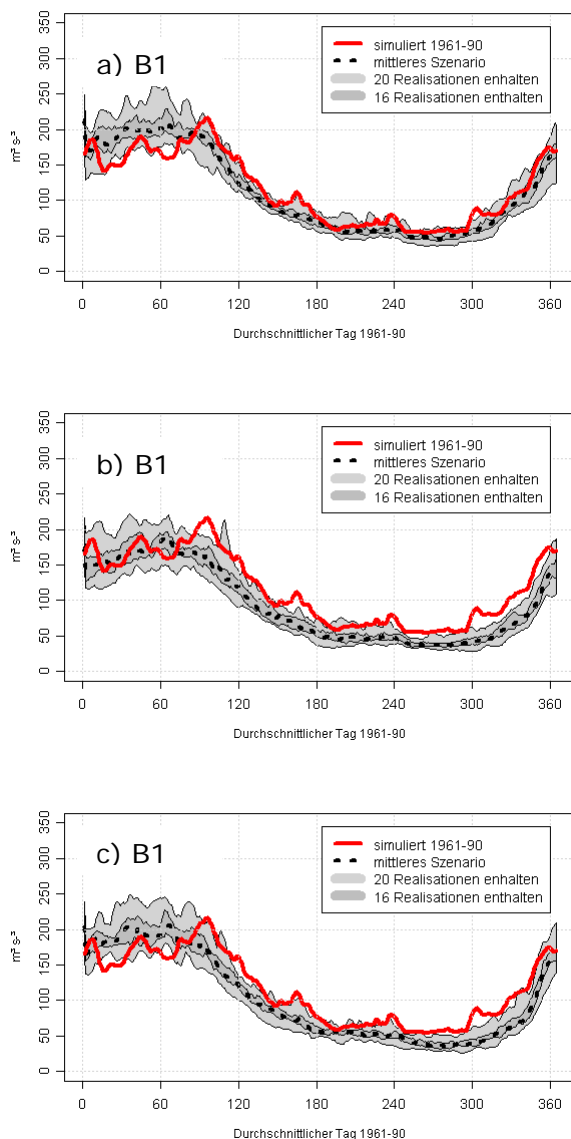 a) B1
simuliert 1961-90
mittleres Szenario
20 Realisationen enthalten
16 Realisationen enthalten
m³ s-³
350
300
250
200
150
100
50
0
0 60 120 180 240 300 360
Durchschnittlicher Tag 1961-90
b) B1
simuliert 1961-90
mittleres Szenario
20 Realisationen enthalten
16 Realisationen enthalten
m³ s-³
350
300
250
200
150
100
50
0
0 60 120 180 240 300 360
Durchschnittlicher Tag 1961-90
c) B1
simuliert 1961-90
mittleres Szenario
20 Realisationen enthalten
16 Realisationen enthalten
m³ s-³
350
300
250
200
150
100
50
0
0 60 120 180 240 300 360
Durchschnittlicher Tag 1961-90